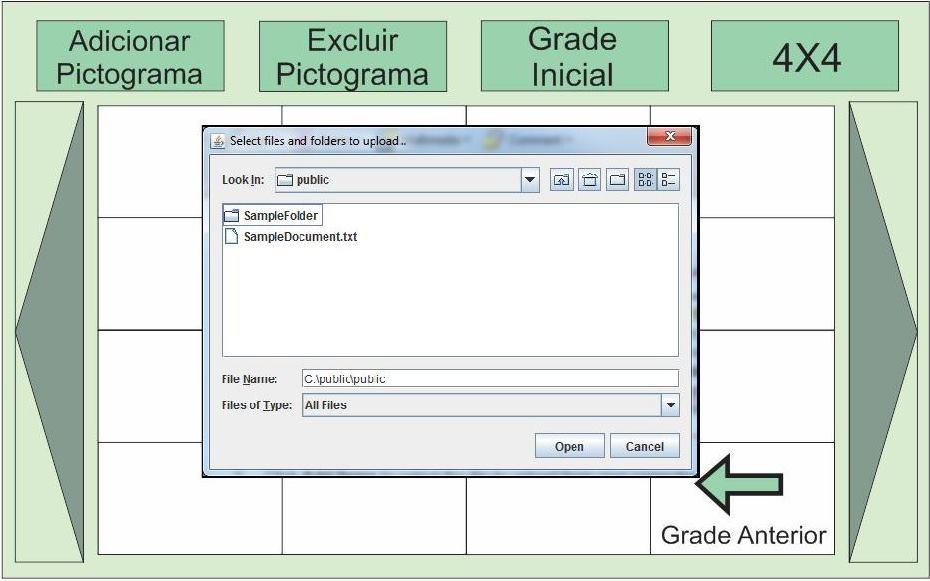 Adicionar
Pictograma
Excluir
Pictograma
Grade
Inicial
4X4
Select files and folders to upload..
Look In: public
SampleFolder
SampleDocument.txt
File Name: C:\public\public
Files of Type: All Files
Open Cancel
Grade Anterior